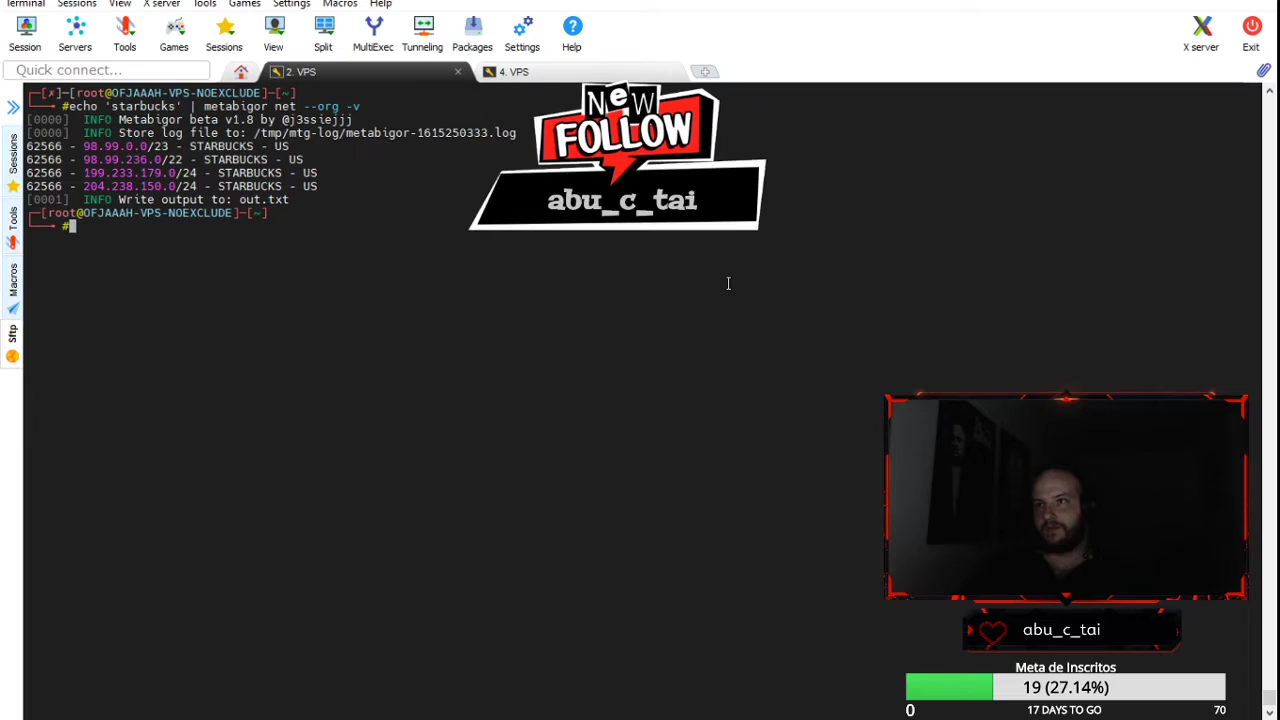 Terminal Sessions View X server Tools Games Settings Macros Help
Session Servers Tools Games Sessions View Split MultiExec Tunneling Packages Settings Help X server Exit
Quick connect... 2. VPS 4. VPS
Sessions
Tools
Macros
Sftp
┌─[✗]─[root@OFJAAAH-VPS-NOEXCLUDE]─[~]
└──╼ #echo 'starbucks' | metabigor net --org -v
[0000] INFO Metabigor beta v1.8 by @j3ssiejjj
[0000] INFO Store log file to: /tmp/mtg-log/metabigor-1615250333.log
62566 - 98.99.0.0/23 - STARBUCKS - US
62566 - 98.99.236.0/22 - STARBUCKS - US
62566 - 199.233.179.0/24 - STARBUCKS - US
62566 - 204.238.150.0/24 - STARBUCKS - US
[0001] INFO Write output to: out.txt
┌─[root@OFJAAAH-VPS-NOEXCLUDE]─[~]
└──╼ #
NeW
FOLLOW
abu_c_tai
abu_c_tai
Meta de Inscritos
19 (27.14%)
0 17 DAYS TO GO 70